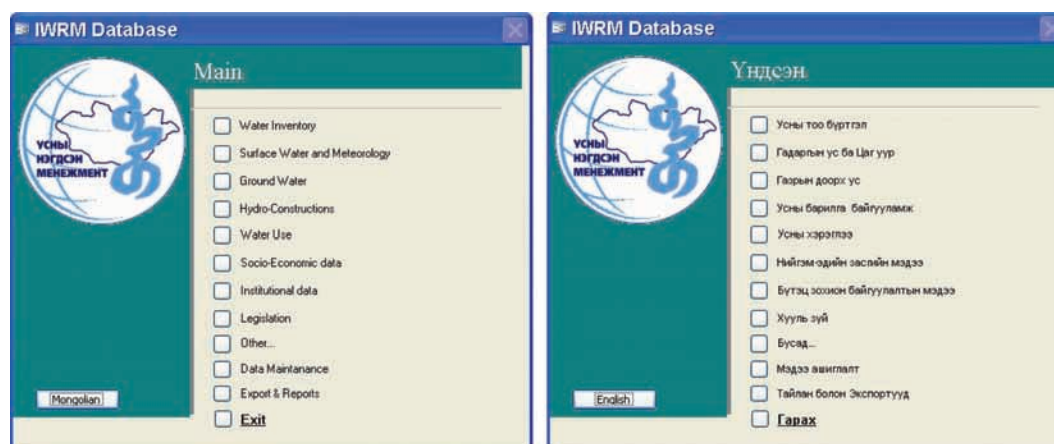 IWRM Database
Main
УСНЫ
НЭГДСЭН
МЕНЕЖМЕНТ
Water Inventory
Surface Water and Meteorology
Ground Water
Hydro-Constructions
Water Use
Socio-Economic data
Institutional data
Legislation
Other...
Data Maintanance
Export & Reports
Exit
Mongolian
IWRM Database
Үндсэн
УСНЫ
НЭГДСЭН
МЕНЕЖМЕНТ
Усны тоо бүртгэл
Гадаргын ус ба Цаг уур
Газрын доорх ус
Усны барилга байгууламж
Усны хэрэглээ
Нийгэм-эдийн засгийн мэдээ
Бүтэц зохион байгуулалтын мэдээ
Хууль зүй
Бусад...
Мэдээ ашиглалт
Тайлан болон Экспортууд
Гарах
English